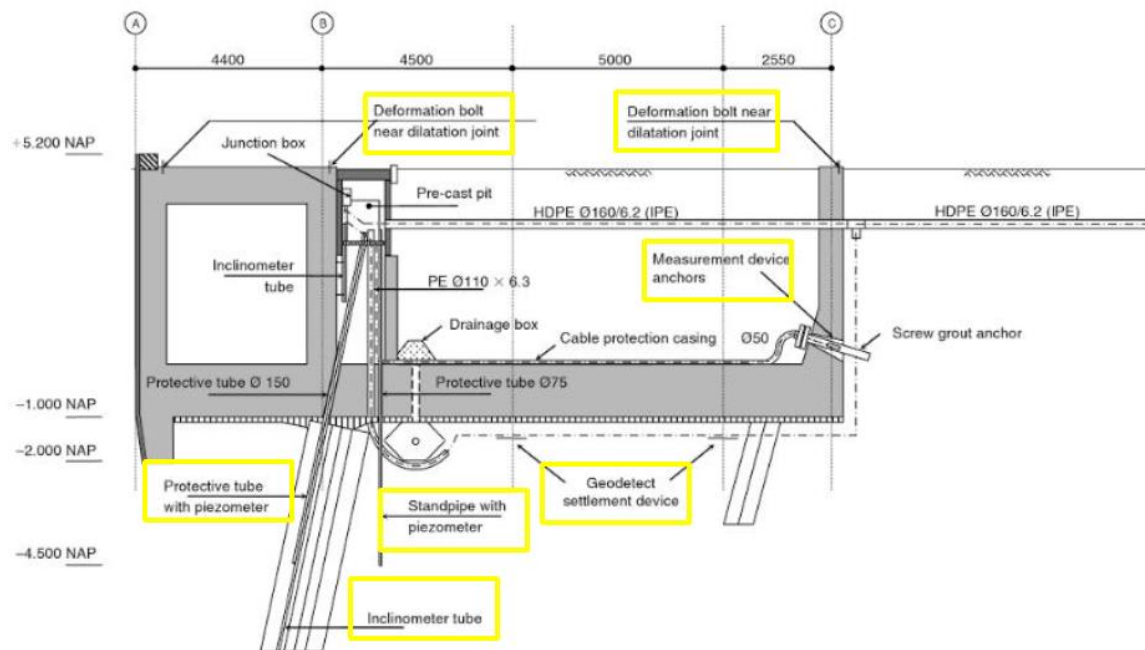 A
B
C
4400
4500
5000
2550
Deformation bolt
near dilatation joint
Deformation bolt near
dilatation joint
+5.200 NAP
Junction box
Pre-cast pit
HDPE Ø160/6.2 (IPE)
HDPE Ø160/6.2 (IPE)
Inclinometer
tube
PE Ø110 × 6.3
Measurement device
anchors
Drainage box
Cable protection casing
Ø50
Screw grout anchor
Protective tube Ø 150
Protective tube Ø75
−1.000 NAP
−2.000 NAP
Protective tube
with piezometer
Standpipe with
piezometer
Geodetect
settlement device
−4.500 NAP
Inclinometer tube